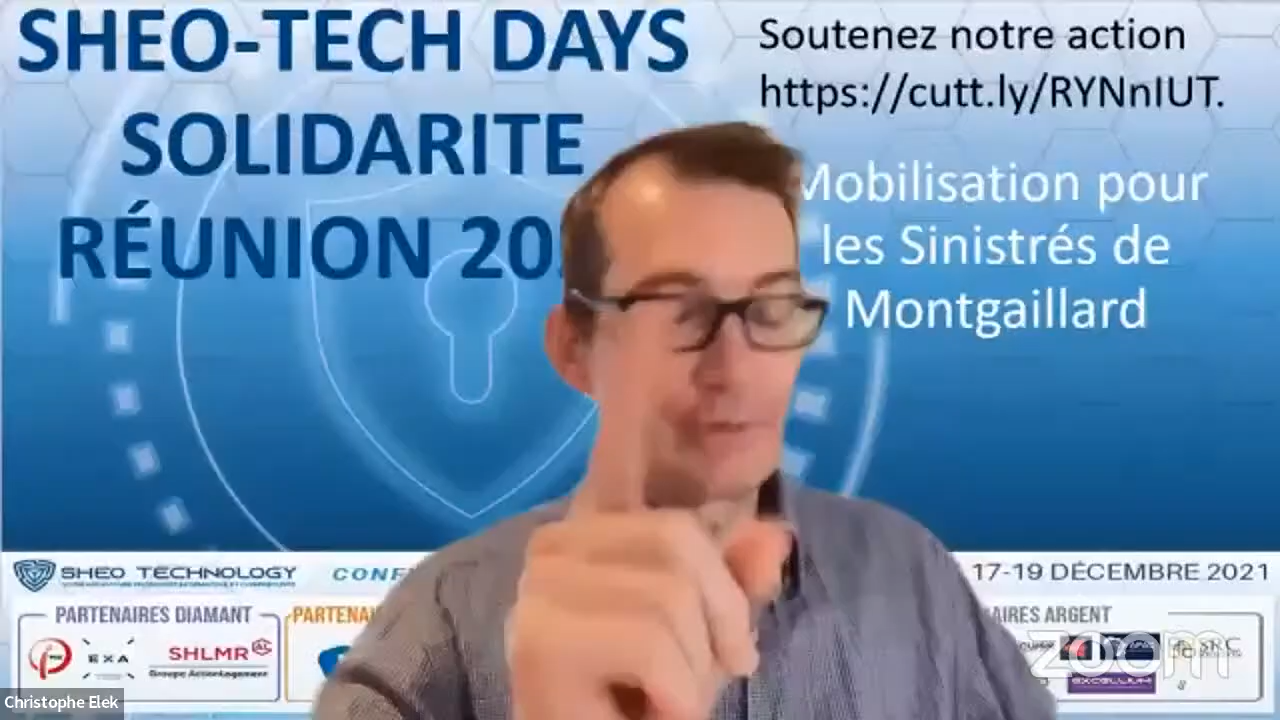 SHEO-TECH DAYS
SOLIDARITE
RÉUNION 20
Soutenez notre action
https://cutt.ly/RYNnIUT.
Mobilisation pour
les Sinistrés de
Montgaillard
SHEO TECHNOLOGY
CONF
17-19 DÉCEMBRE 2021
PARTENAIRES DIAMANT
PARTENAI
AIRES ARGENT
EXA
SHLMR
Groupe ActionLogement
EXCELLIUM
zoom
Christophe Elek